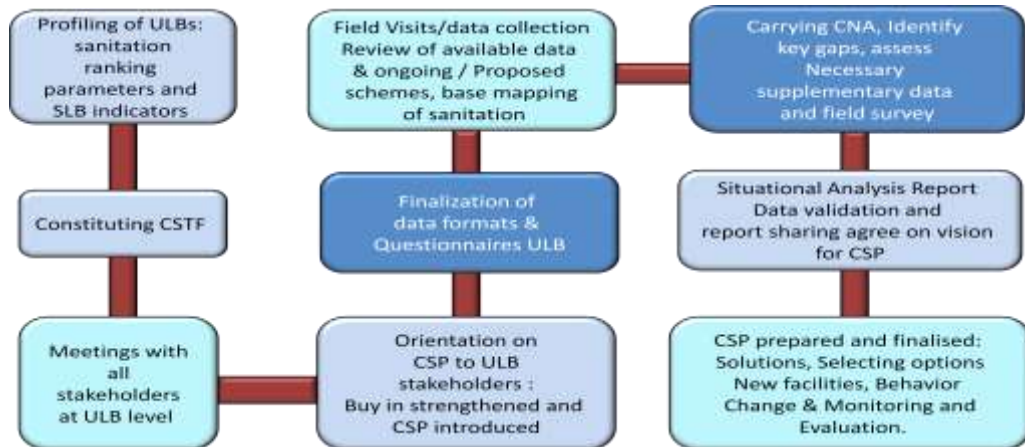 Profiling of ULBs:
sanitation
ranking
parameters and
SLB indicators
Constituting CSTF
Meetings with
all
stakeholders
at ULB level
Orientation on
CSP to ULB
stakeholders :
Buy in strengthened and
CSP introduced
Finalization of
data formats &
Questionnaires ULB
Field Visits/data collection
Review of available data
& ongoing / Proposed
schemes, base mapping
of sanitation
Carrying CNA, Identify
key gaps, assess
Necessary
supplementary data
and field survey
Situational Analysis Report
Data validation and
report sharing agree on vision
for CSP
CSP prepared and finalised:
Solutions, Selecting options
New facilities, Behavior
Change & Monitoring and
Evaluation.